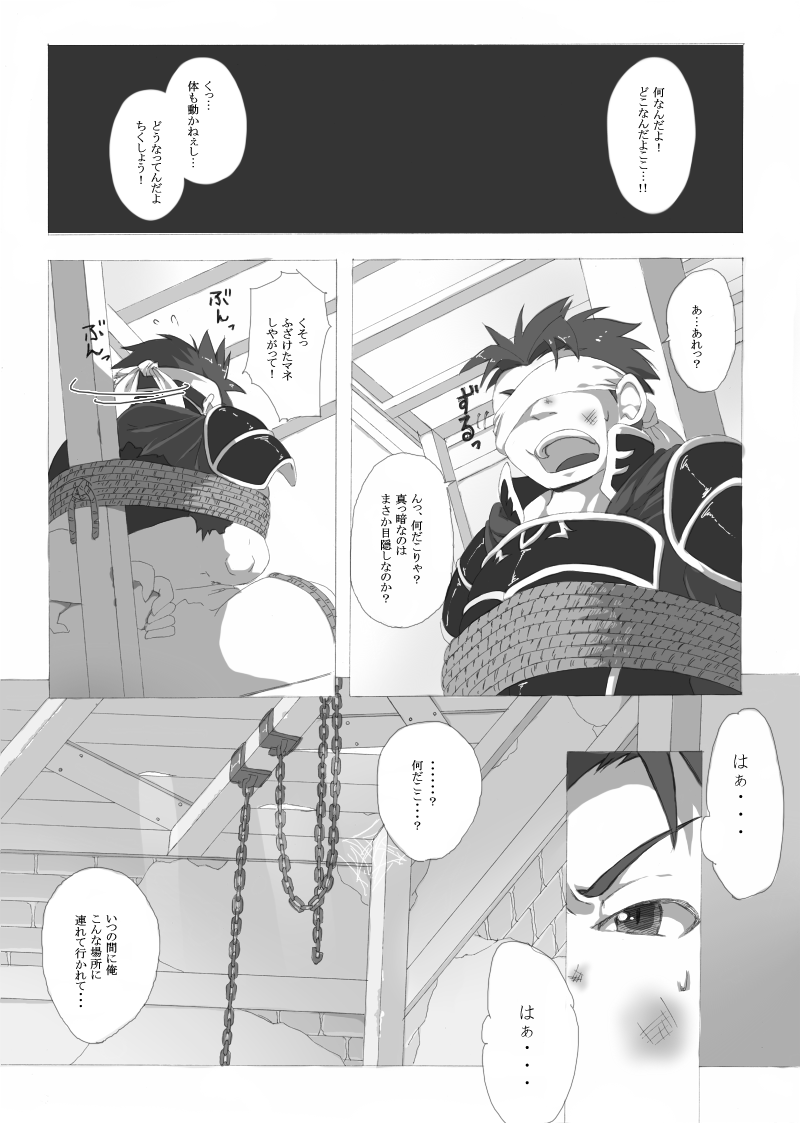 何なんだよ！
どこなんだよここ…!!
くっ…
体も動かねぇし…
どうなってんだよ
ちくしょう！
あ…あれっ？
ずるっ
んっ、何だこりゃ？
真っ暗なのは
まさか目隠しなのか？
くそっ
ふざけたマネ
しやがって！
ぶんっ
ぶんっ
はぁ・・・
はぁ・・・
・・・・・？
何だここ・・・？
いつの間に俺
こんな場所に
連れて行かれて・・・